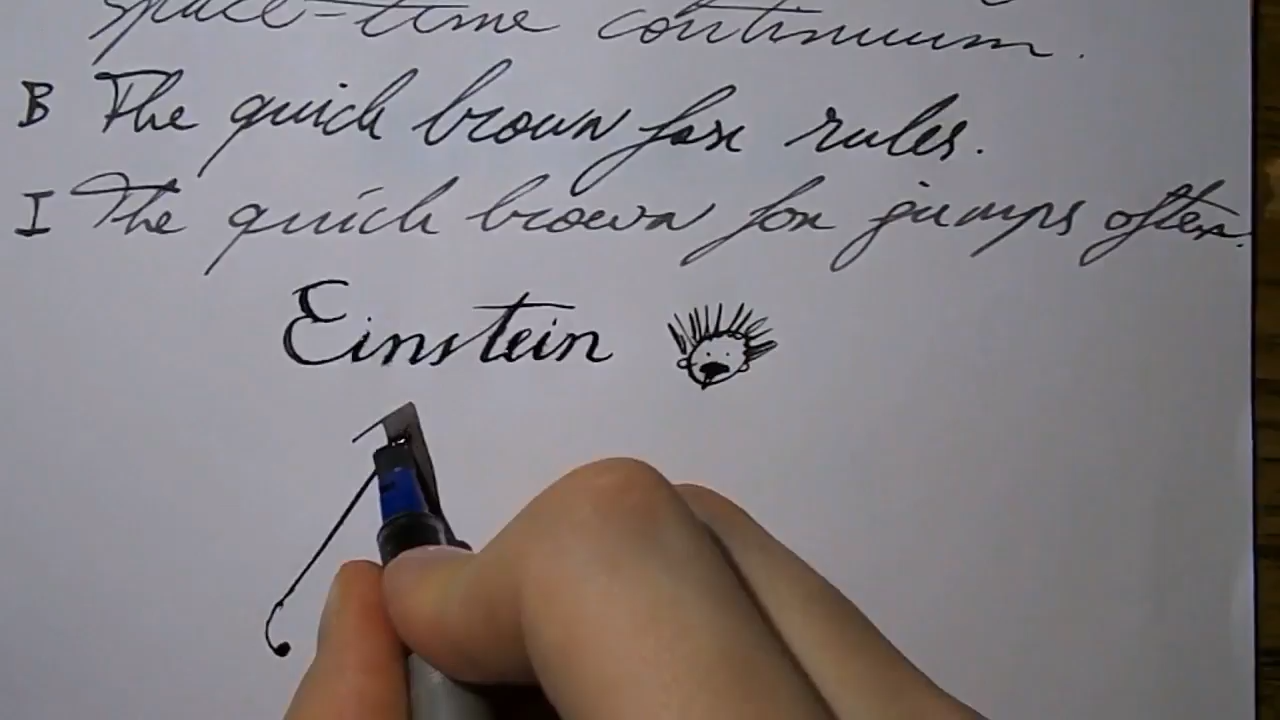 space-time continuum.
B The quick brown fox rules.
I The quick brown fox jumps often.
Einstein